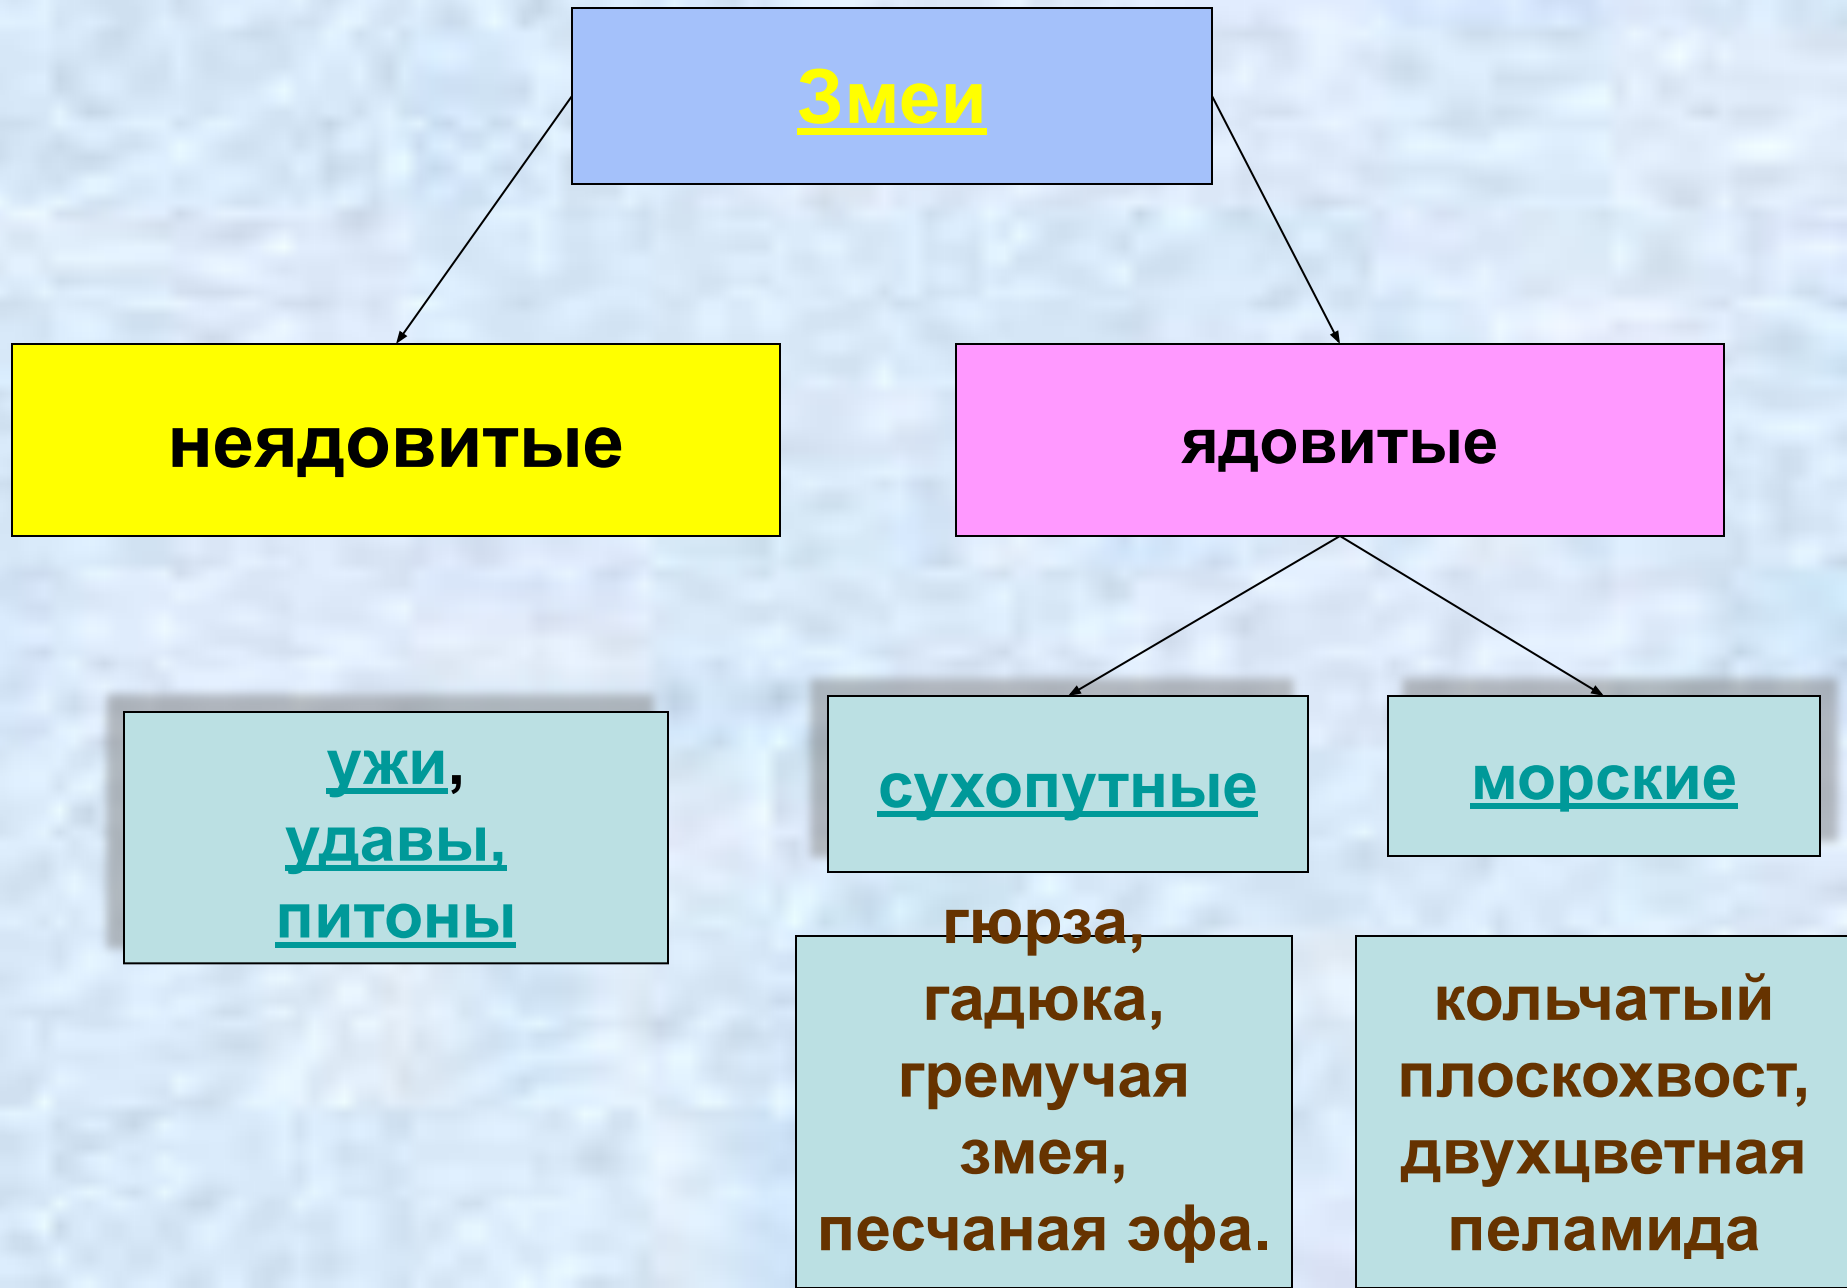 Змеи
неядовитые
ядовитые
ужи,
удавы,
питоны
сухопутные
морские
гюрза,
гадюка,
гремучая
змея,
песчаная эфа.
кольчатый
плоскохвост,
двухцветная
пеламида